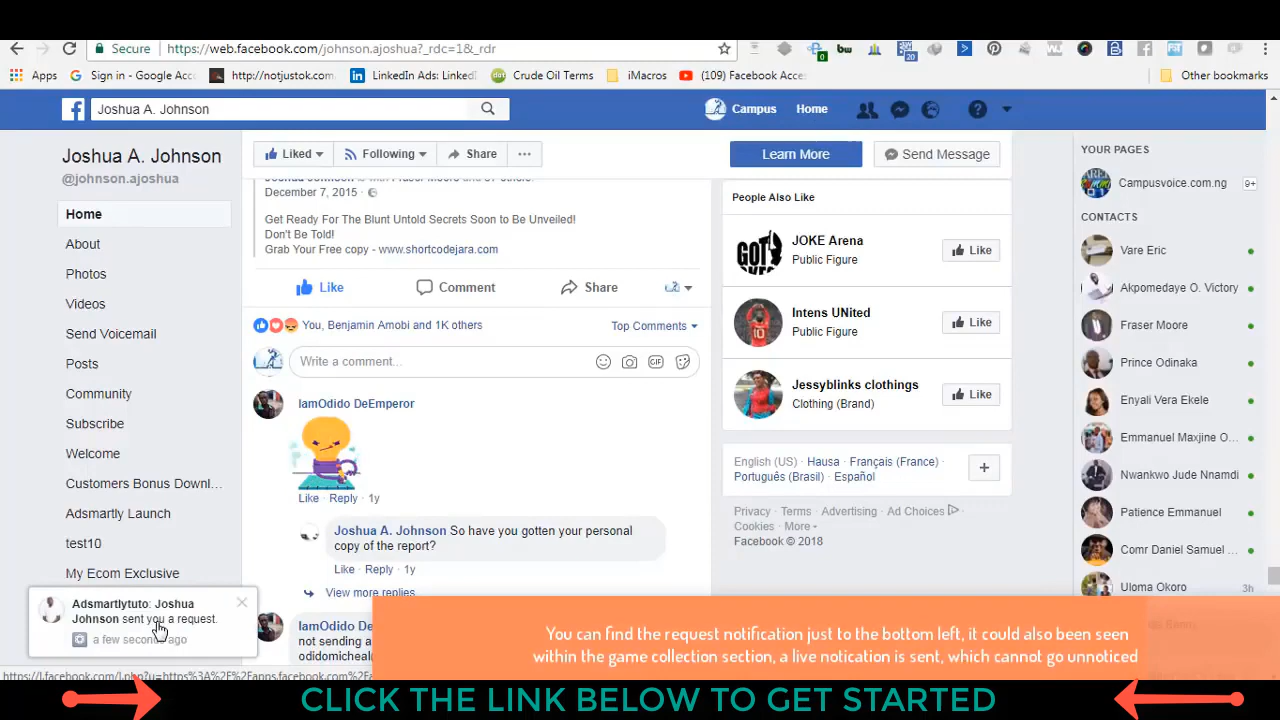 Secure
https://web.facebook.com/johnson.ajoshua?_rdc=1&_rdr
bw
0
20
Apps
Sign in - Google Acc
http://notjustok.com
LinkedIn Ads: Linked
Crude Oil Terms
iMacros
(109) Facebook Acce
Other bookmarks
Joshua A. Johnson
Campus
Home
Joshua A. Johnson
@johnson.ajoshua
Home
About
Photos
Videos
Send Voicemail
Posts
Community
Subscribe
Welcome
Customers Bonus Downl...
Adsmartly Launch
test10
My Ecom Exclusive
Adsmartlytuto: Joshua
Johnson sent you a request.
a few seconds ago
Liked
Following
Share
...
Learn More
Send Message
December 7, 2015
Get Ready For The Blunt Untold Secrets Soon to Be Unveiled!
Don't Be Told!
Grab Your Free copy - www.shortcodejara.com
Like
Comment
Share
You, Benjamin Amobi and 1K others
Top Comments
Write a comment...
GIF
IamOdido DeEmperor
Like · Reply · 1y
Joshua A. Johnson So have you gotten your personal
copy of the report?
Like · Reply · 1y
View more replies
IamOdid
not sending a
odidomicheal(
People Also Like
JOKE Arena
Public Figure
Like
Intens UNited
Public Figure
Like
Jessyblinks clothings
Clothing (Brand)
Like
English (US) · Hausa · Français (France) ·
Português (Brasil) · Español
Privacy · Terms · Advertising · Ad Choices
Cookies · More
Facebook © 2018
YOUR PAGES
Campusvoice.com.ng
9+
CONTACTS
Vare Eric
Akpomedaye O. Victory
Fraser Moore
Prince Odinaka
Enyali Vera Ekele
Emmanuel Maxjine O...
Nwankwo Jude Nnamdi
Patience Emmanuel
Comr Daniel Samuel ...
Uloma Okoro
3h
You can find the request notification just to the bottom left, it could also been seen
within the game collection section, a live notication is sent, which cannot go unnoticed
CLICK THE LINK BELOW TO GET STARTED